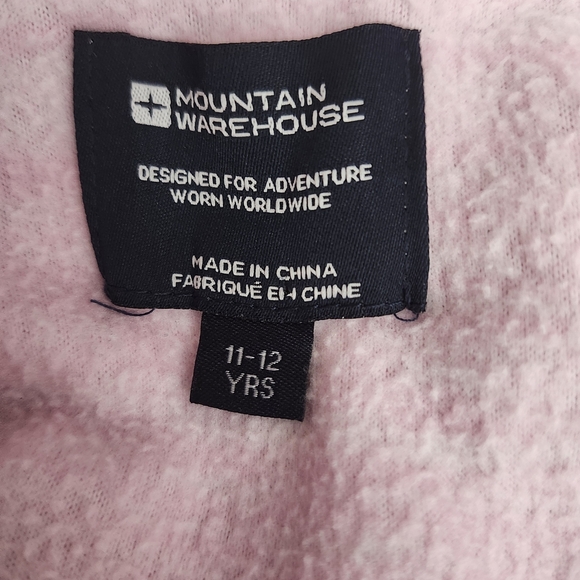 MOUNTAIN
WAREHOUSE
DESIGNED FOR ADVENTURE
WORN WORLDWIDE
MADE IN CHINA
FABRIQUÉ EN CHINE
11-12
YRS